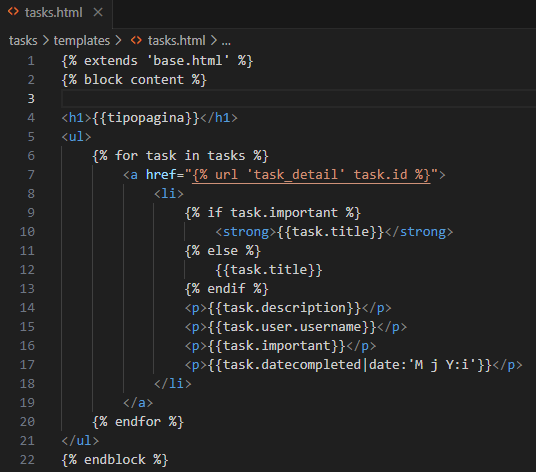 tasks.html ×
tasks > templates > tasks.html > ...
1 {% extends 'base.html' %}
2 {% block content %}
3
4 <h1>{{tipopagina}}</h1>
5 <ul>
6     {% for task in tasks %}
7         <a href="{% url 'task_detail' task.id %}">
8             <li>
9                 {% if task.important %}
10                     <strong>{{task.title}}</strong>
11                 {% else %}
12                     {{task.title}}
13                 {% endif %}
14                 <p>{{task.description}}</p>
15                 <p>{{task.user.username}}</p>
16                 <p>{{task.important}}</p>
17                 <p>{{task.datecompleted|date:'M j Y:i'}}</p>
18             </li>
19         </a>
20     {% endfor %}
21 </ul>
22 {% endblock %}